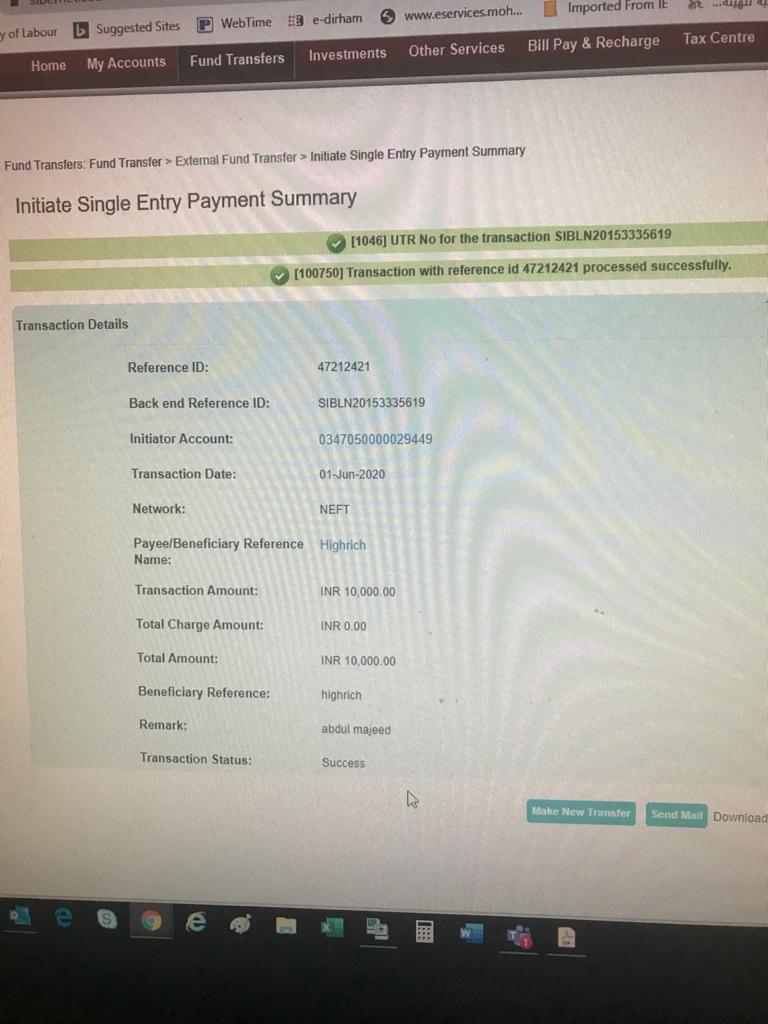 y of Labour
Suggested Sites
WebTime
e-dirham
www.eservices.moh...
Imported From IE
Home My Accounts Fund Transfers Investments Other Services Bill Pay & Recharge Tax Centre
Fund Transfers: Fund Transfer > External Fund Transfer > Initiate Single Entry Payment Summary
Initiate Single Entry Payment Summary
[1046] UTR No for the transaction SIBLN20153335619
[100750] Transaction with reference id 47212421 processed successfully.
Transaction Details
Reference ID: 47212421
Back end Reference ID: SIBLN20153335619
Initiator Account: 0347050000029449
Transaction Date: 01-Jun-2020
Network: NEFT
Payee/Beneficiary Reference Highrich
Name:
Transaction Amount: INR 10,000.00
Total Charge Amount: INR 0.00
Total Amount: INR 10,000.00
Beneficiary Reference: highrich
Remark: abdul majeed
Transaction Status: Success
Make New Transfer Send Mail Download